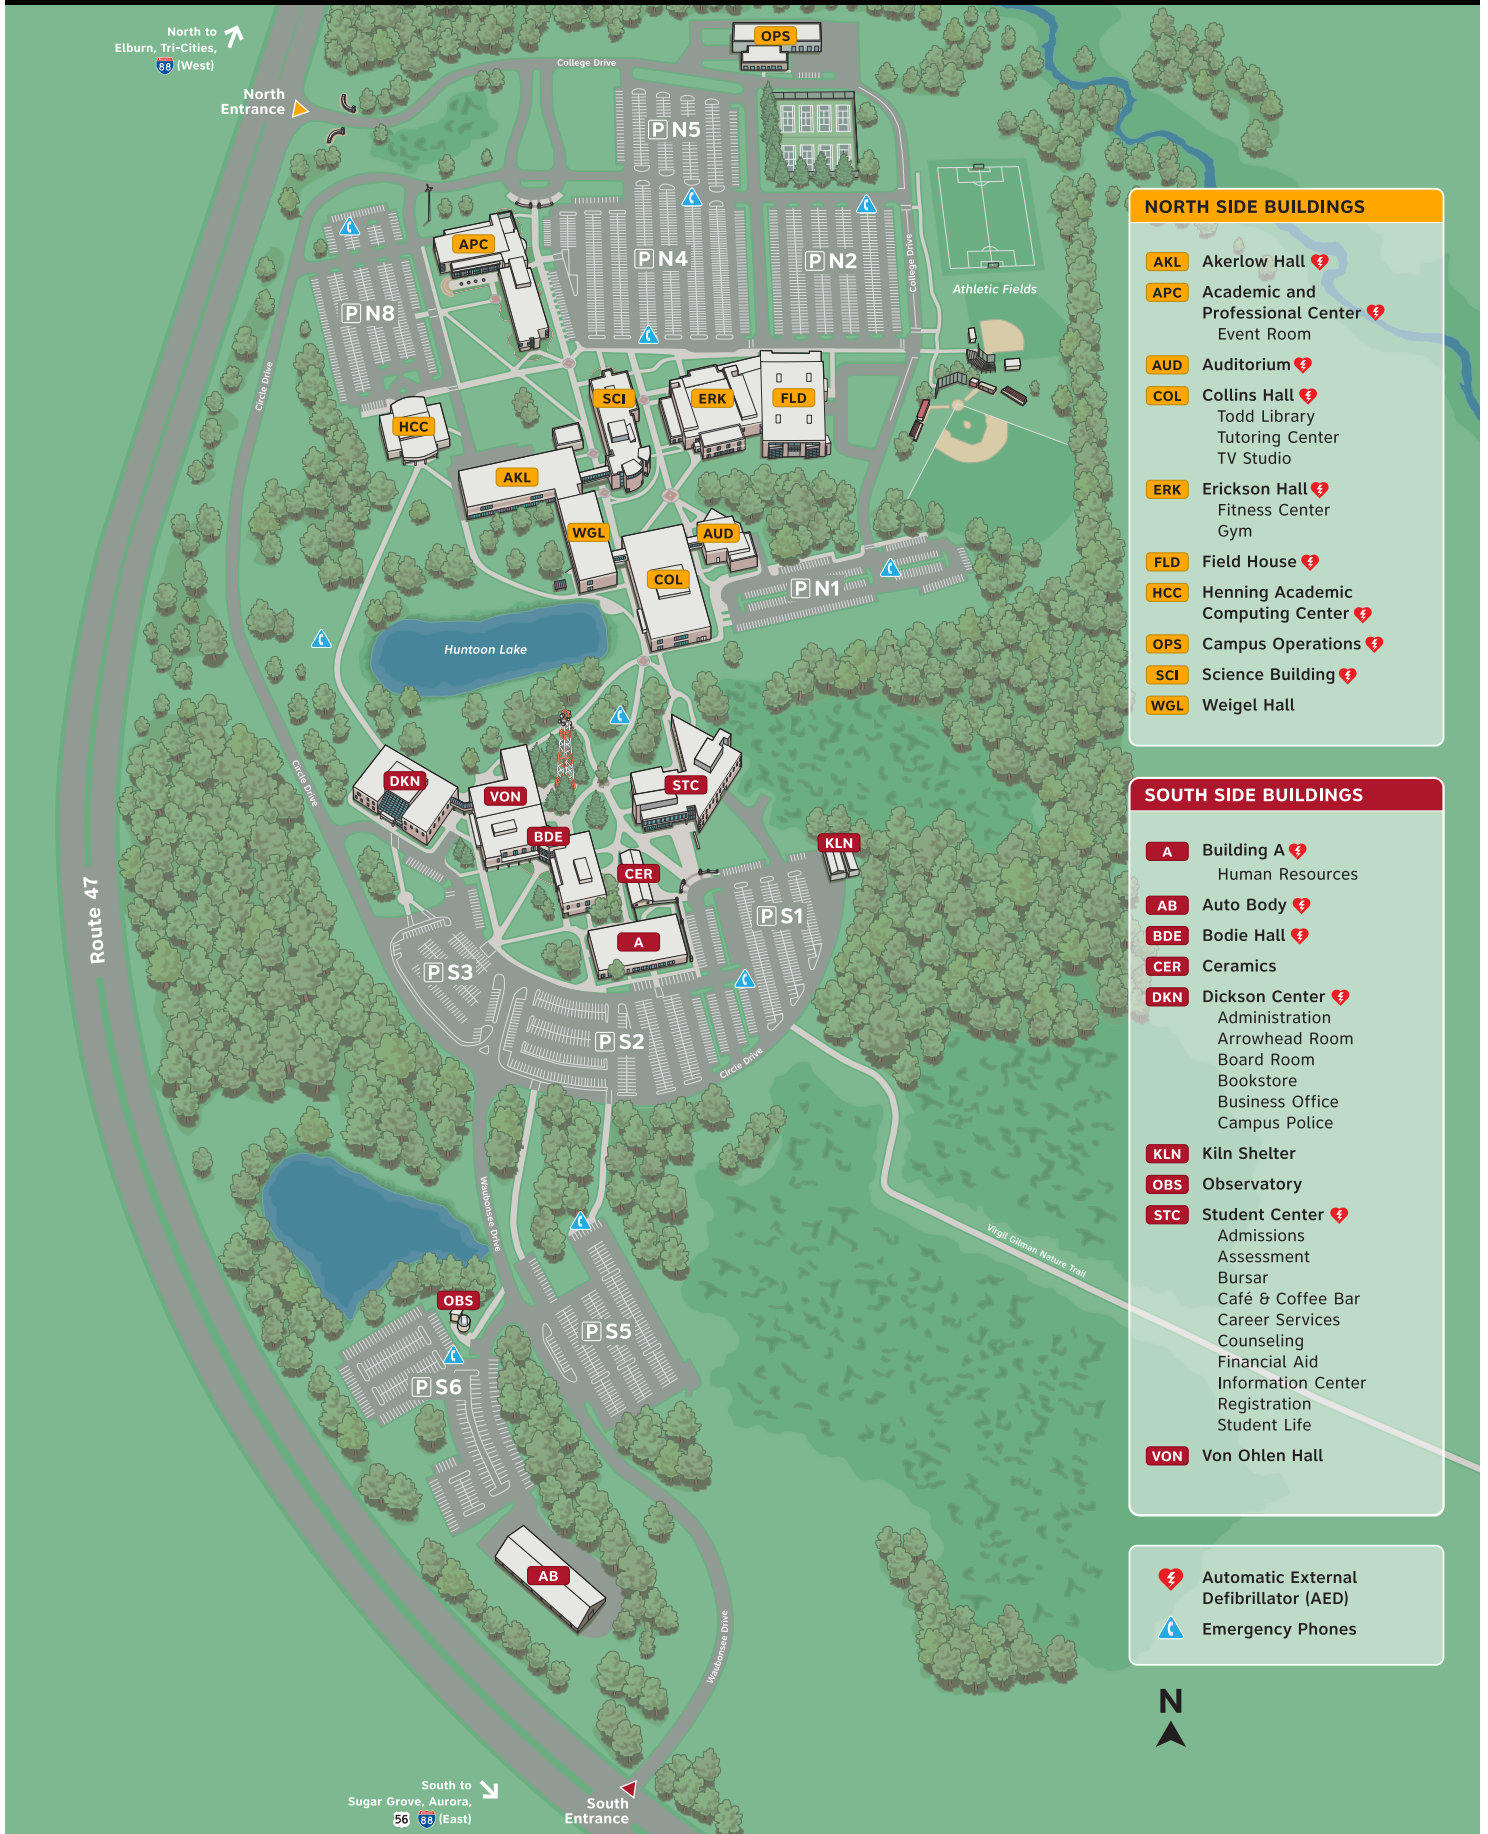 North to
Elburn, Tri-Cities,
88 (West)
North
Entrance
College Drive
OPS
P N5
APC
P N4
P N2
College Drive
Athletic Fields
P N8
Circle Drive
HCC
SCI
ERK
FLD
AKL
WGL
AUD
COL
P N1
Huntoon Lake
Circle Drive
DKN
VON
STC
BDE
KLN
CER
A
P S1
P S3
P S2
Circle Drive
Route 47
Waubonsee Drive
Virgil Gilman Nature Trail
OBS
P S5
P S6
AB
Waubonsee Drive
South to
Sugar Grove, Aurora,
56 88 (East)
South
Entrance
NORTH SIDE BUILDINGS
AKL Akerlow Hall
APC Academic and
Professional Center
Event Room
AUD Auditorium
COL Collins Hall
Todd Library
Tutoring Center
TV Studio
ERK Erickson Hall
Fitness Center
Gym
FLD Field House
HCC Henning Academic
Computing Center
OPS Campus Operations
SCI Science Building
WGL Weigel Hall
SOUTH SIDE BUILDINGS
A Building A
Human Resources
AB Auto Body
BDE Bodie Hall
CER Ceramics
DKN Dickson Center
Administration
Arrowhead Room
Board Room
Bookstore
Business Office
Campus Police
KLN Kiln Shelter
OBS Observatory
STC Student Center
Admissions
Assessment
Bursar
Café & Coffee Bar
Career Services
Counseling
Financial Aid
Information Center
Registration
Student Life
VON Von Ohlen Hall
Automatic External
Defibrillator (AED)
Emergency Phones
N